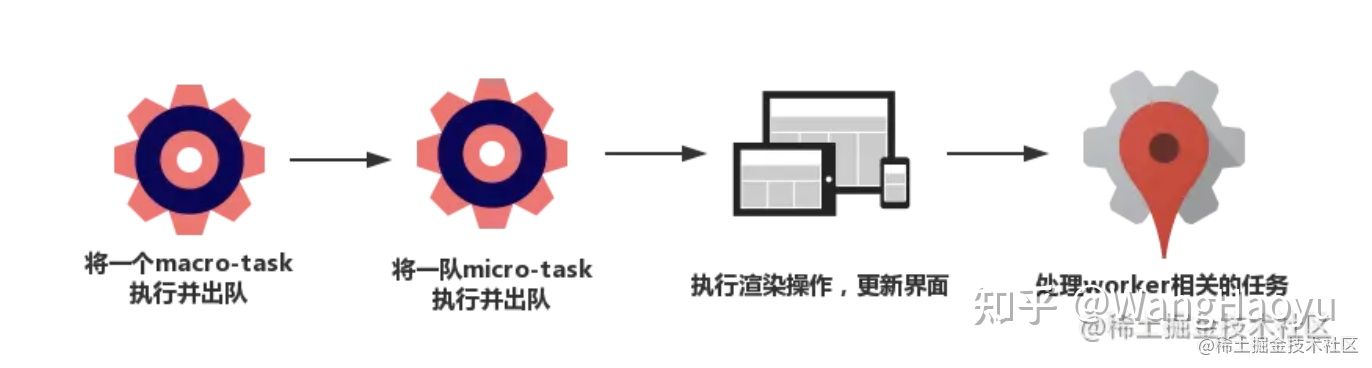 将一个macro-task
执行并出队
将一队micro-task
执行并出队
执行渲染操作，更新界面
处理worker相关的任务
知乎 @WangHaoyu
@稀土掘金技术社区
@稀土掘金技术社区